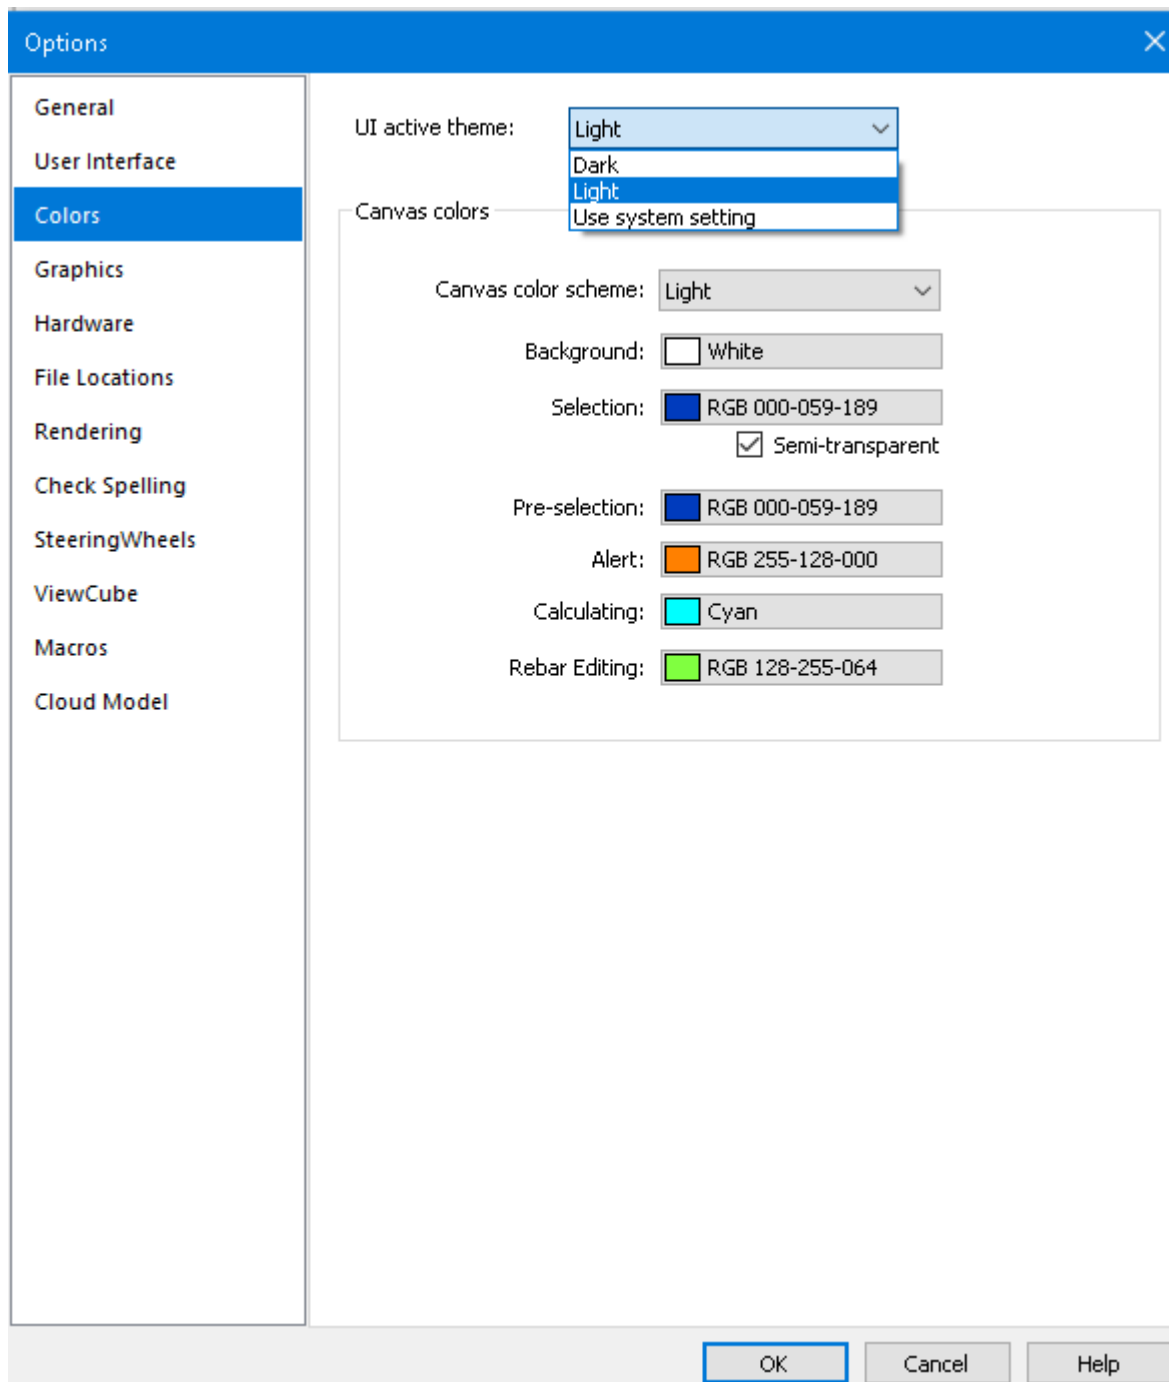 Options
General
User Interface
Colors
Graphics
Hardware
File Locations
Rendering
Check Spelling
SteeringWheels
ViewCube
Macros
Cloud Model
UI active theme: Light
Dark
Light
Use system setting
Canvas colors
Canvas color scheme: Light
Background: White
Selection: RGB 000-059-189
Semi-transparent
Pre-selection: RGB 000-059-189
Alert: RGB 255-128-000
Calculating: Cyan
Rebar Editing: RGB 128-255-064
OK Cancel Help